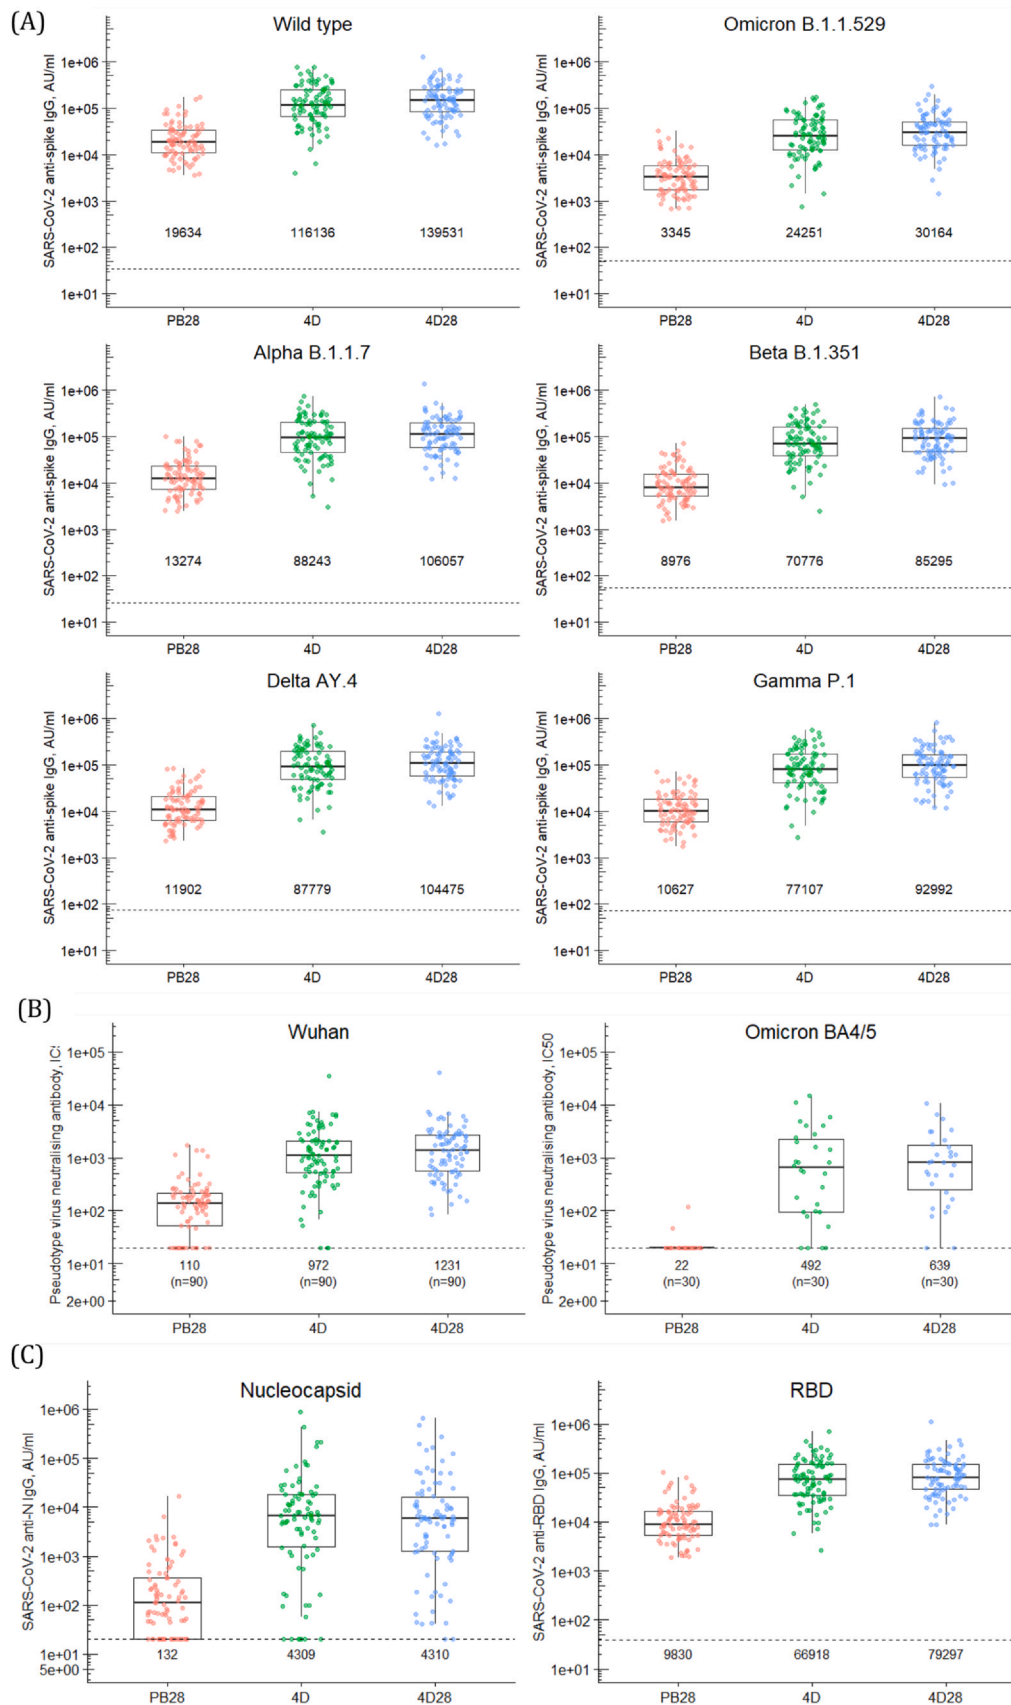 (A)
Wild type
SARS-CoV-2 anti-spike IgG, AU/ml
1e+06
1e+05
1e+04
1e+03
1e+02
1e+01
19634 116136 139531
PB28 4D 4D28
Omicron B.1.1.529
SARS-CoV-2 anti-spike IgG, AU/ml
1e+06
1e+05
1e+04
1e+03
1e+02
1e+01
3345 24251 30164
PB28 4D 4D28
Alpha B.1.1.7
SARS-CoV-2 anti-spike IgG, AU/ml
1e+06
1e+05
1e+04
1e+03
1e+02
1e+01
13274 88243 106057
PB28 4D 4D28
Beta B.1.351
SARS-CoV-2 anti-spike IgG, AU/ml
1e+06
1e+05
1e+04
1e+03
1e+02
1e+01
8976 70776 85295
PB28 4D 4D28
Delta AY.4
SARS-CoV-2 anti-spike IgG, AU/ml
1e+06
1e+05
1e+04
1e+03
1e+02
1e+01
11902 87779 104475
PB28 4D 4D28
Gamma P.1
SARS-CoV-2 anti-spike IgG, AU/ml
1e+06
1e+05
1e+04
1e+03
1e+02
1e+01
10627 77107 92992
PB28 4D 4D28
(B)
Wuhan
Pseudotype virus neutralising antibody,
1e+05
1e+04
1e+03
1e+02
1e+01
2e+00
110 972 1231
(n=90) (n=90) (n=90)
PB28 4D 4D28
Omicron BA4/5
Pseudotype virus neutralising antibody, IC50
1e+05
1e+04
1e+03
1e+02
1e+01
2e+00
22 492 639
(n=30) (n=30) (n=30)
PB28 4D 4D28
(C)
Nucleocapsid
SARS-CoV-2 anti-N IgG, AU/ml
1e+06
1e+05
1e+04
1e+03
1e+02
1e+01
5e+00
132 4309 4310
PB28 4D 4D28
RBD
SARS-CoV-2 anti-RBD IgG, AU/ml
1e+06
1e+05
1e+04
1e+03
1e+02
1e+01
9830 66918 79297
PB28 4D 4D28